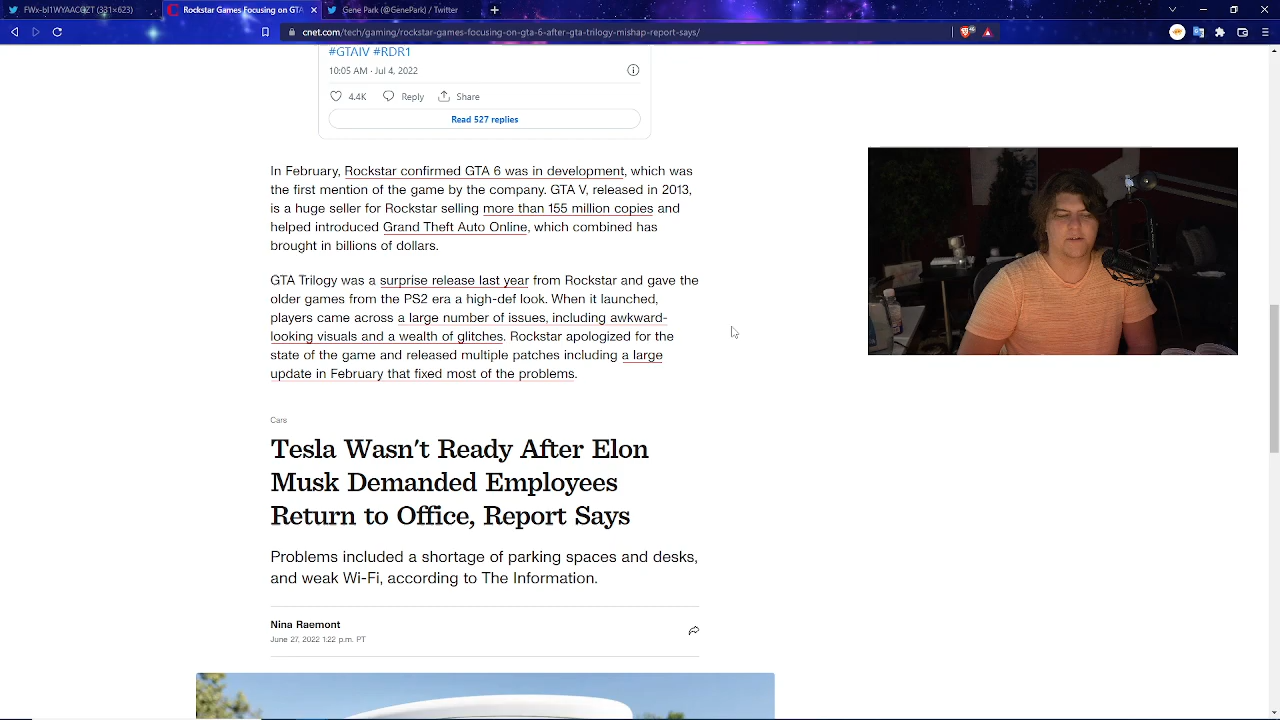 FWx-bI1WYAACOZT (331×623)
Rockstar Games Focusing on GTA
Gene Park (@GenePark) / Twitter
cnet.com/tech/gaming/rockstar-games-focusing-on-gta-6-after-gta-trilogy-mishap-report-says/
#GTAIV #RDR1
10:05 AM · Jul 4, 2022
4.4K Reply Share
Read 527 replies
In February, Rockstar confirmed GTA 6 was in development, which was
the first mention of the game by the company. GTA V, released in 2013,
is a huge seller for Rockstar selling more than 155 million copies and
helped introduced Grand Theft Auto Online, which combined has
brought in billions of dollars.
GTA Trilogy was a surprise release last year from Rockstar and gave the
older games from the PS2 era a high-def look. When it launched,
players came across a large number of issues, including awkward-
looking visuals and a wealth of glitches. Rockstar apologized for the
state of the game and released multiple patches including a large
update in February that fixed most of the problems.
Cars
Tesla Wasn't Ready After Elon
Musk Demanded Employees
Return to Office, Report Says
Problems included a shortage of parking spaces and desks,
and weak Wi-Fi, according to The Information.
Nina Raemont
June 27, 2022 1:22 p.m. PT